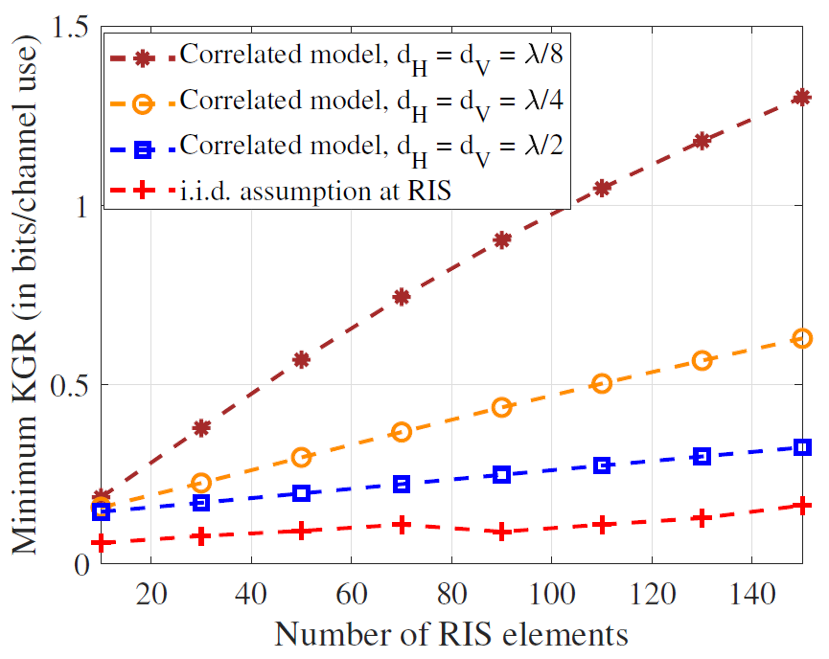 Minimum KGR (in bits/channel use)
1.5
1
0.5
0
Correlated model, d_H = d_V = λ/8
Correlated model, d_H = d_V = λ/4
Correlated model, d_H = d_V = λ/2
i.i.d. assumption at RIS
20 40 60 80 100 120 140
Number of RIS elements